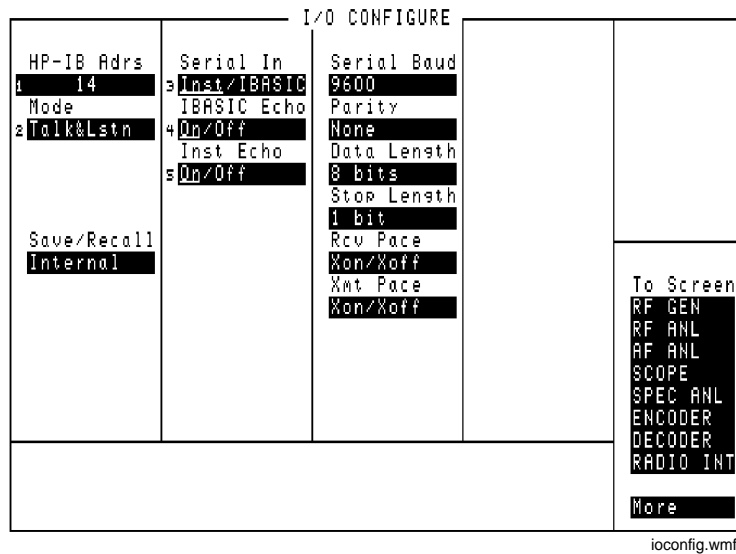 I/O CONFIGURE
HP-IB Adrs
1 14
Mode
2 Talk&Lstn
Save/Recall
Internal
Serial In
3 Inst/IBASIC
IBASIC Echo
4 On/Off
Inst Echo
5 On/Off
Serial Baud
9600
Parity
None
Data Length
8 bits
Stop Length
1 bit
Rcv Pace
Xon/Xoff
Xmt Pace
Xon/Xoff
To Screen
RF GEN
RF ANL
AF ANL
SCOPE
SPEC ANL
ENCODER
DECODER
RADIO INT
More
ioconfig.wmf